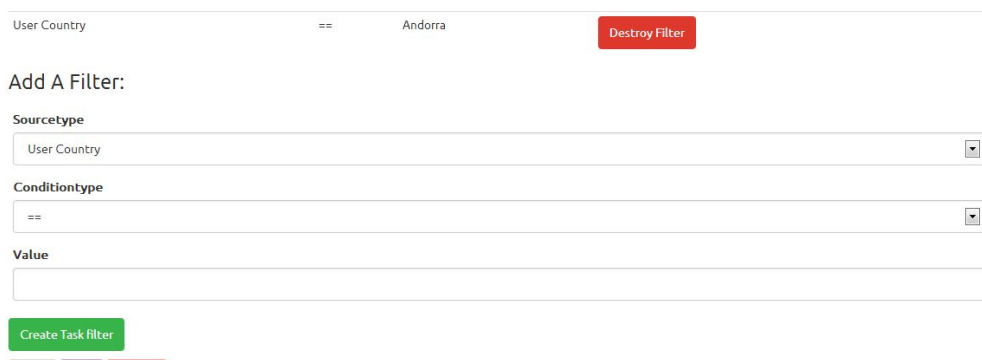 User Country == Andorra Destroy Filter
Add A Filter:
Sourcetype
User Country
Conditiontype
==
Value
Create Task filter